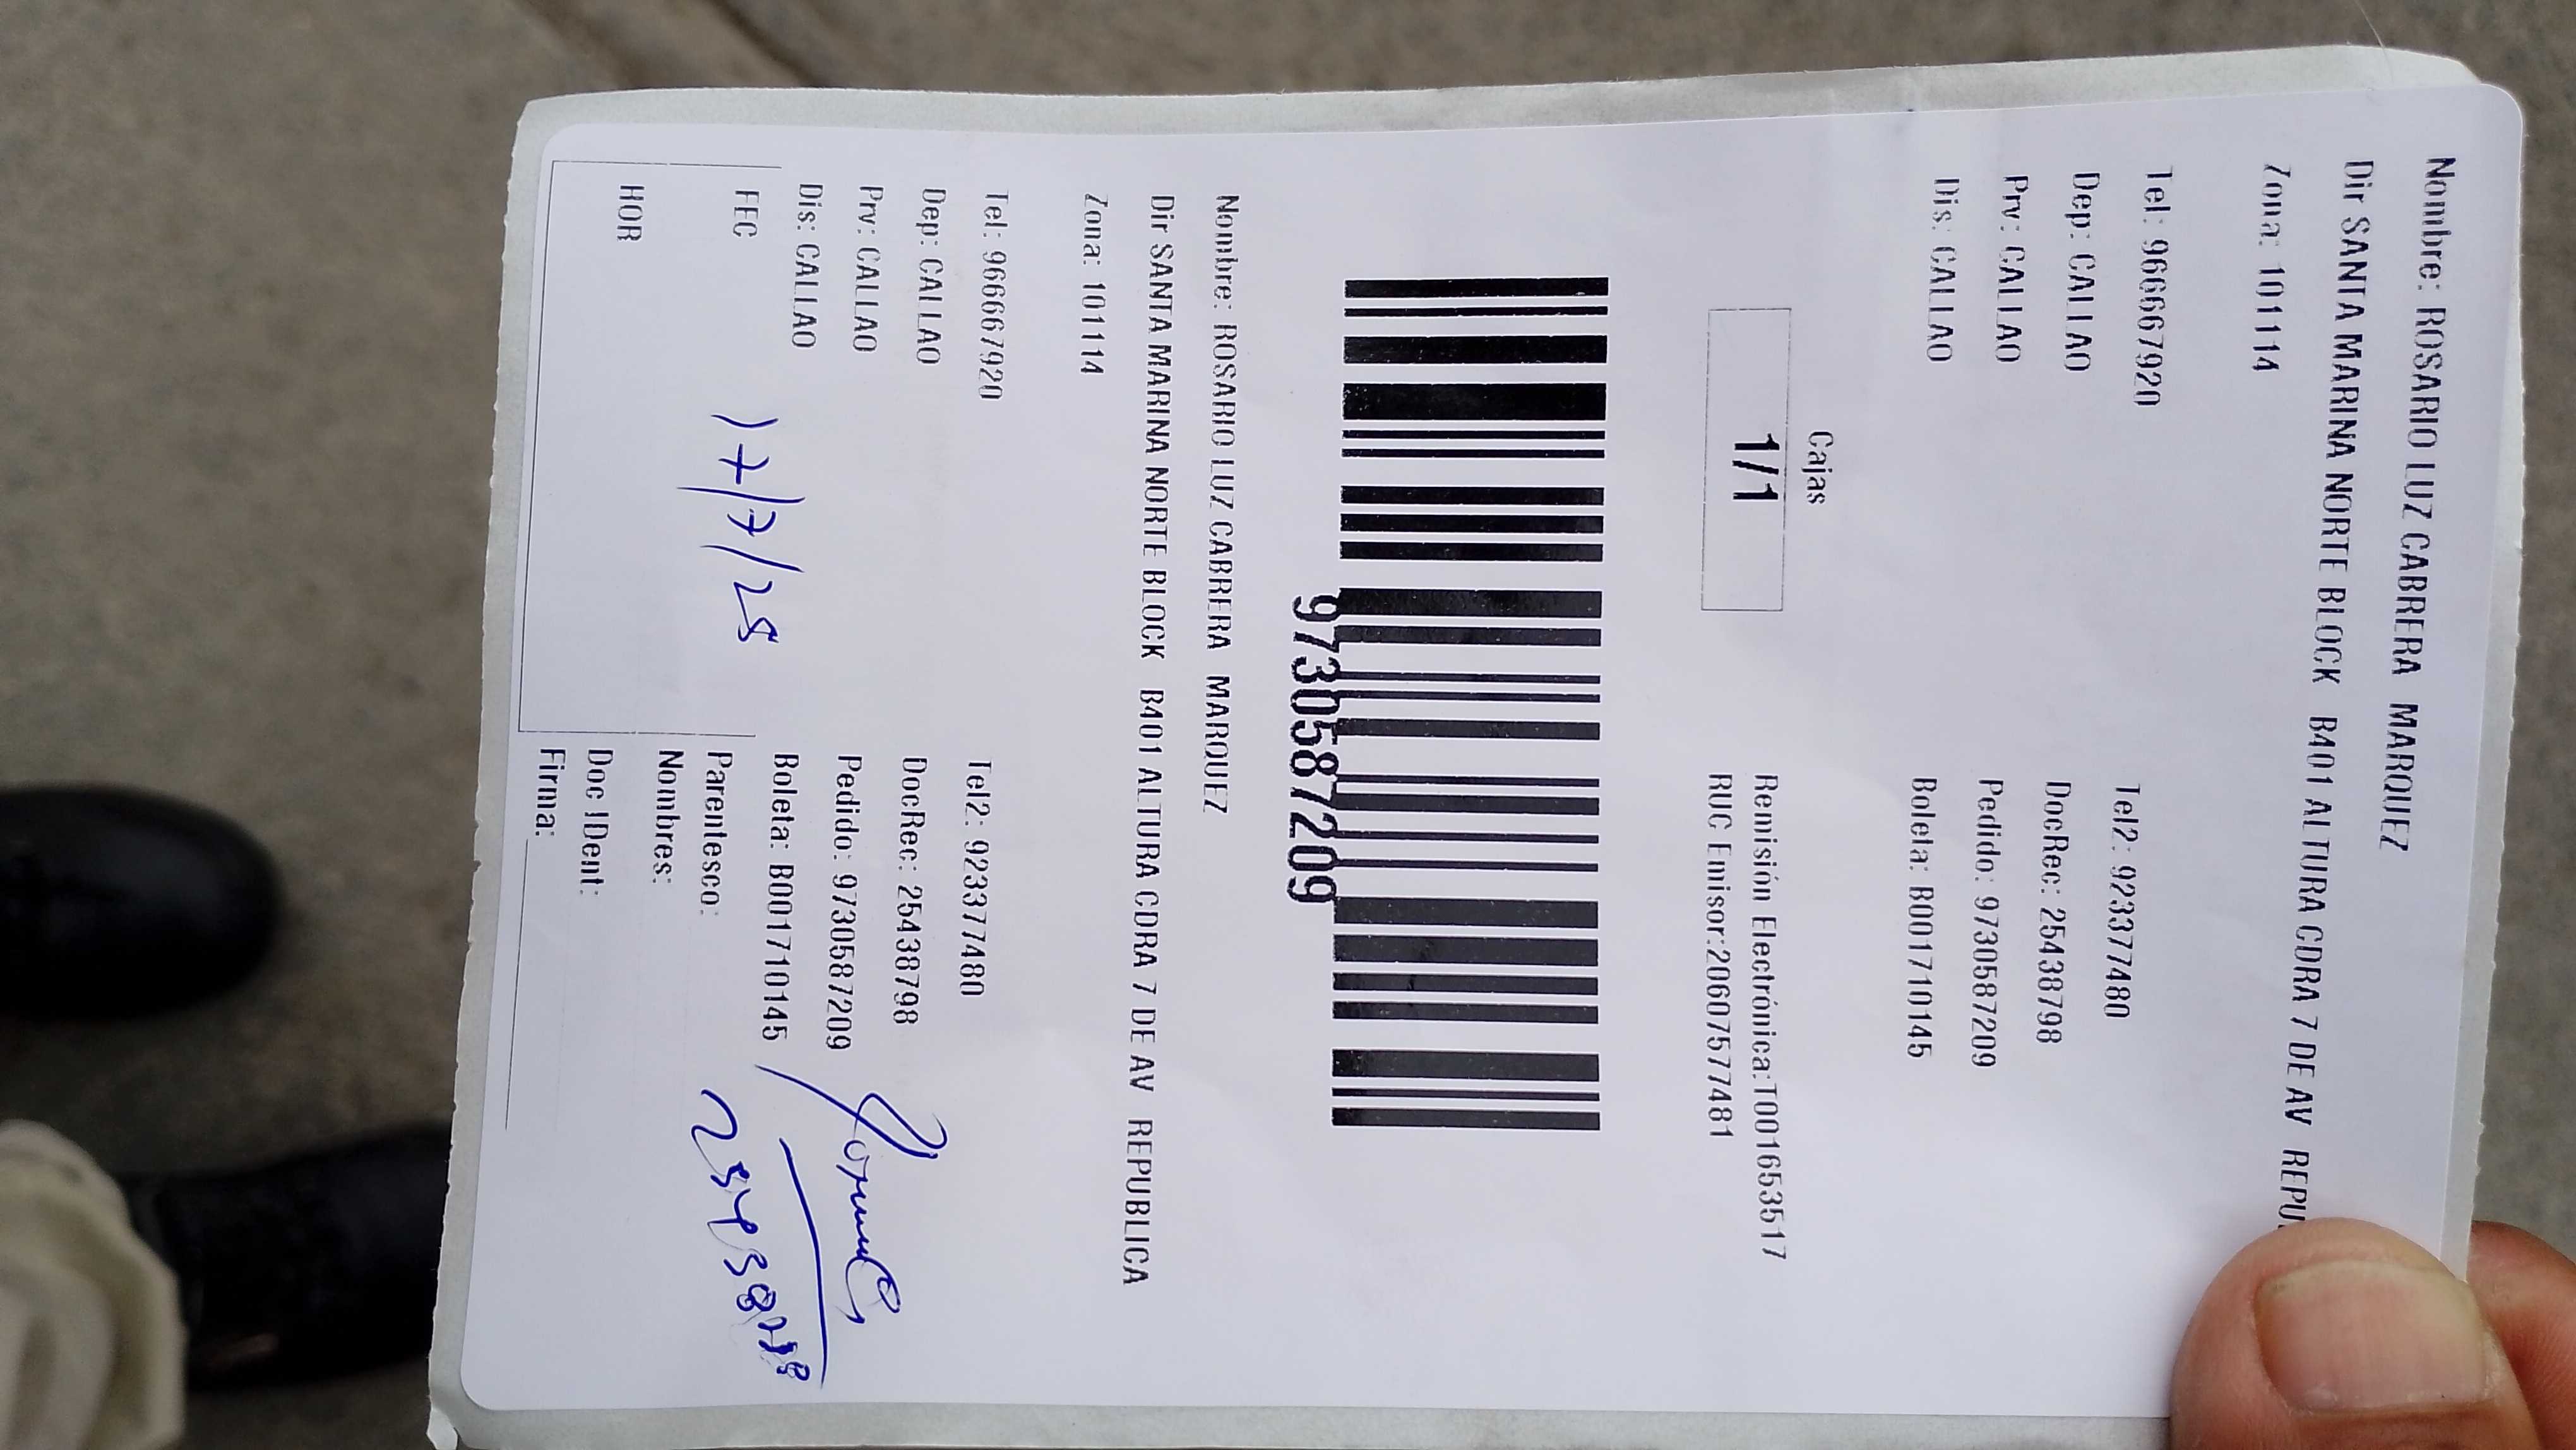 Nombre: ROSARIO LUZ CABRERA MARQUEZ
Dir SANTA MARINA NORTE BLOCK B401 ALTURA CDRA 7 DE AV REPU
Zona: 101114
Tel: 966667920 Tel2: 923377480
Dep: CALLAO DocRec: 25438798
Prv: CALLAO Pedido: 9730587209
Dis: CALLAO Boleta: B001710145
Cajas
1/1
Remisión Electrónica:T001653517
RUC Emisor:20607577481
9730587209
Nombre: ROSARIO LUZ CABRERA MARQUEZ
Dir SANTA MARINA NORTE BLOCK B401 ALTURA CDRA 7 DE AV REPUBLICA
Zona: 101114
Tel: 966667920 Tel2: 923377480
Dep: CALLAO DocRec: 25438798
Prv: CALLAO Pedido: 9730587209
Dis: CALLAO Boleta: B001710145
FEC 17/7/25 Parentesco:
HOR Nombres:
25438798
Doc IDent:
Firma: